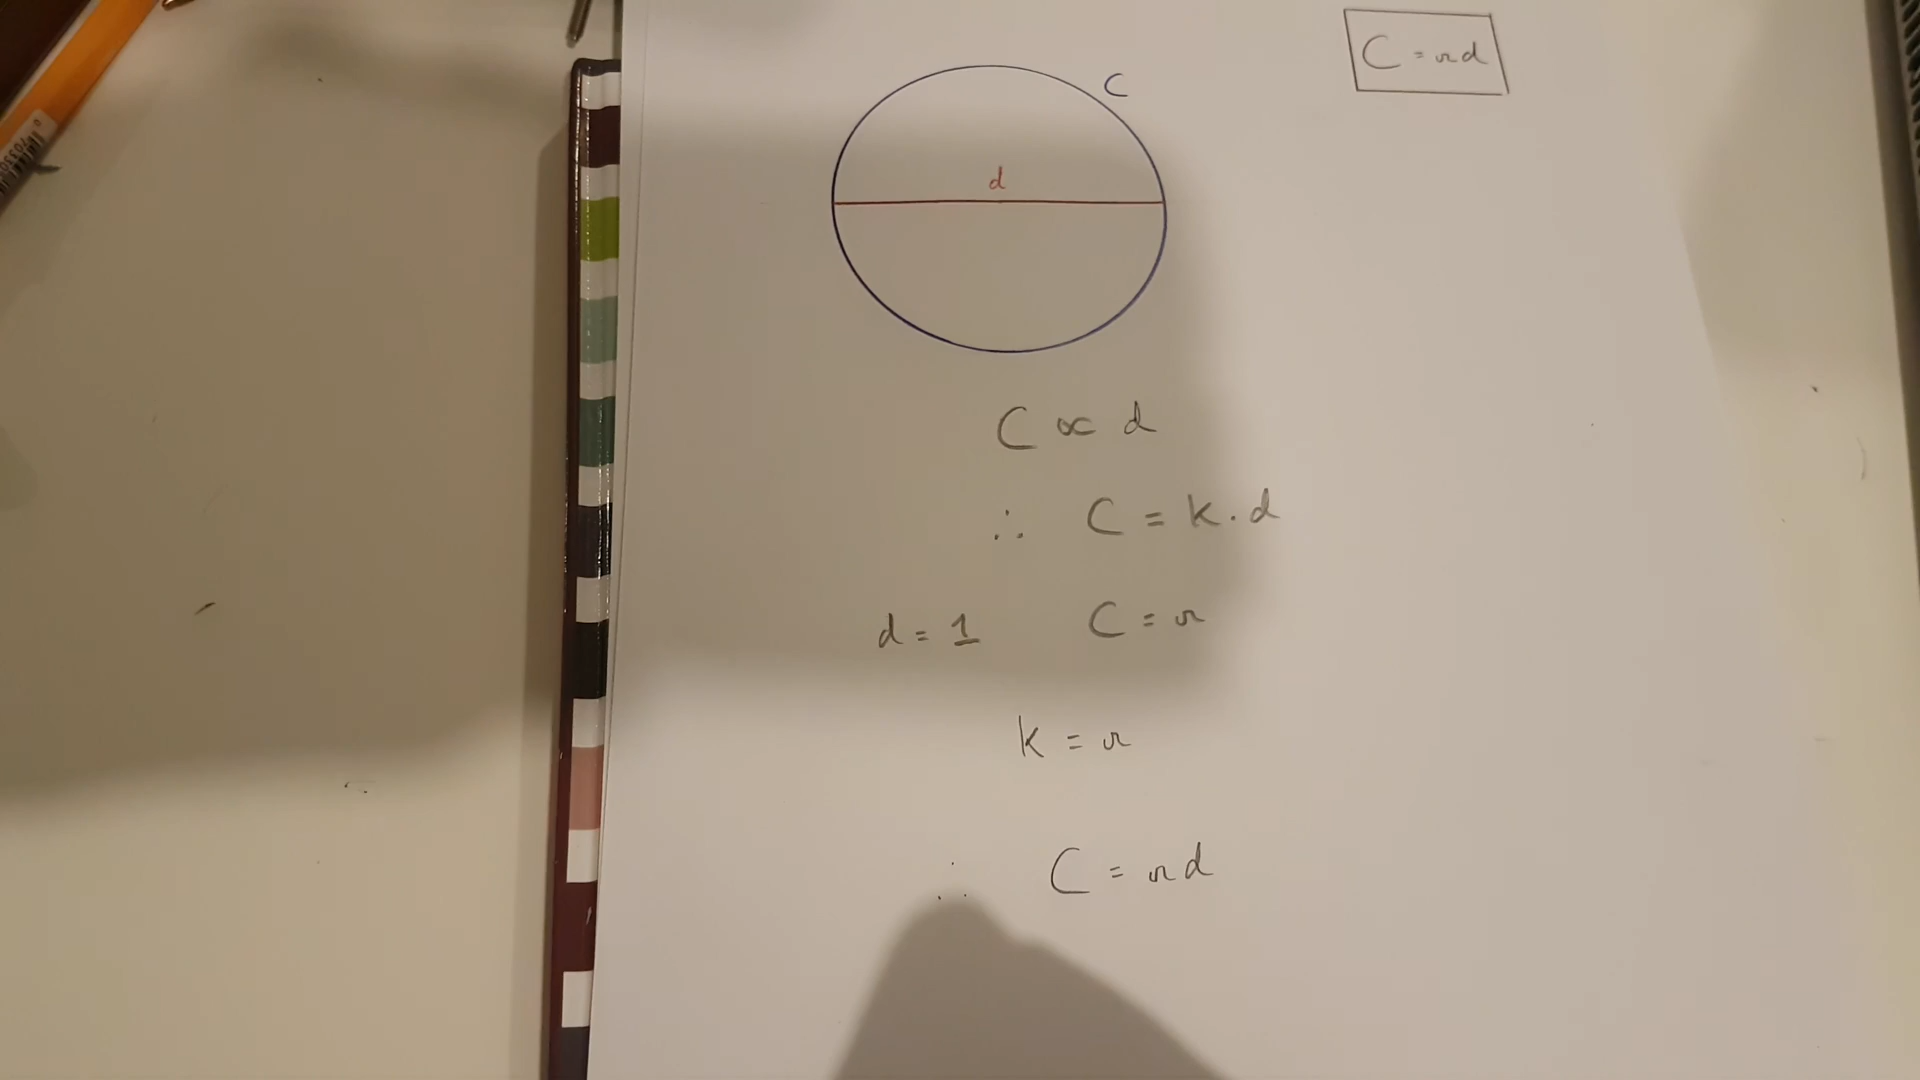 C = πd
C
d
C ∝ d
∴ C = k.d
d = 1 C = π
k = π
∴ C = πd